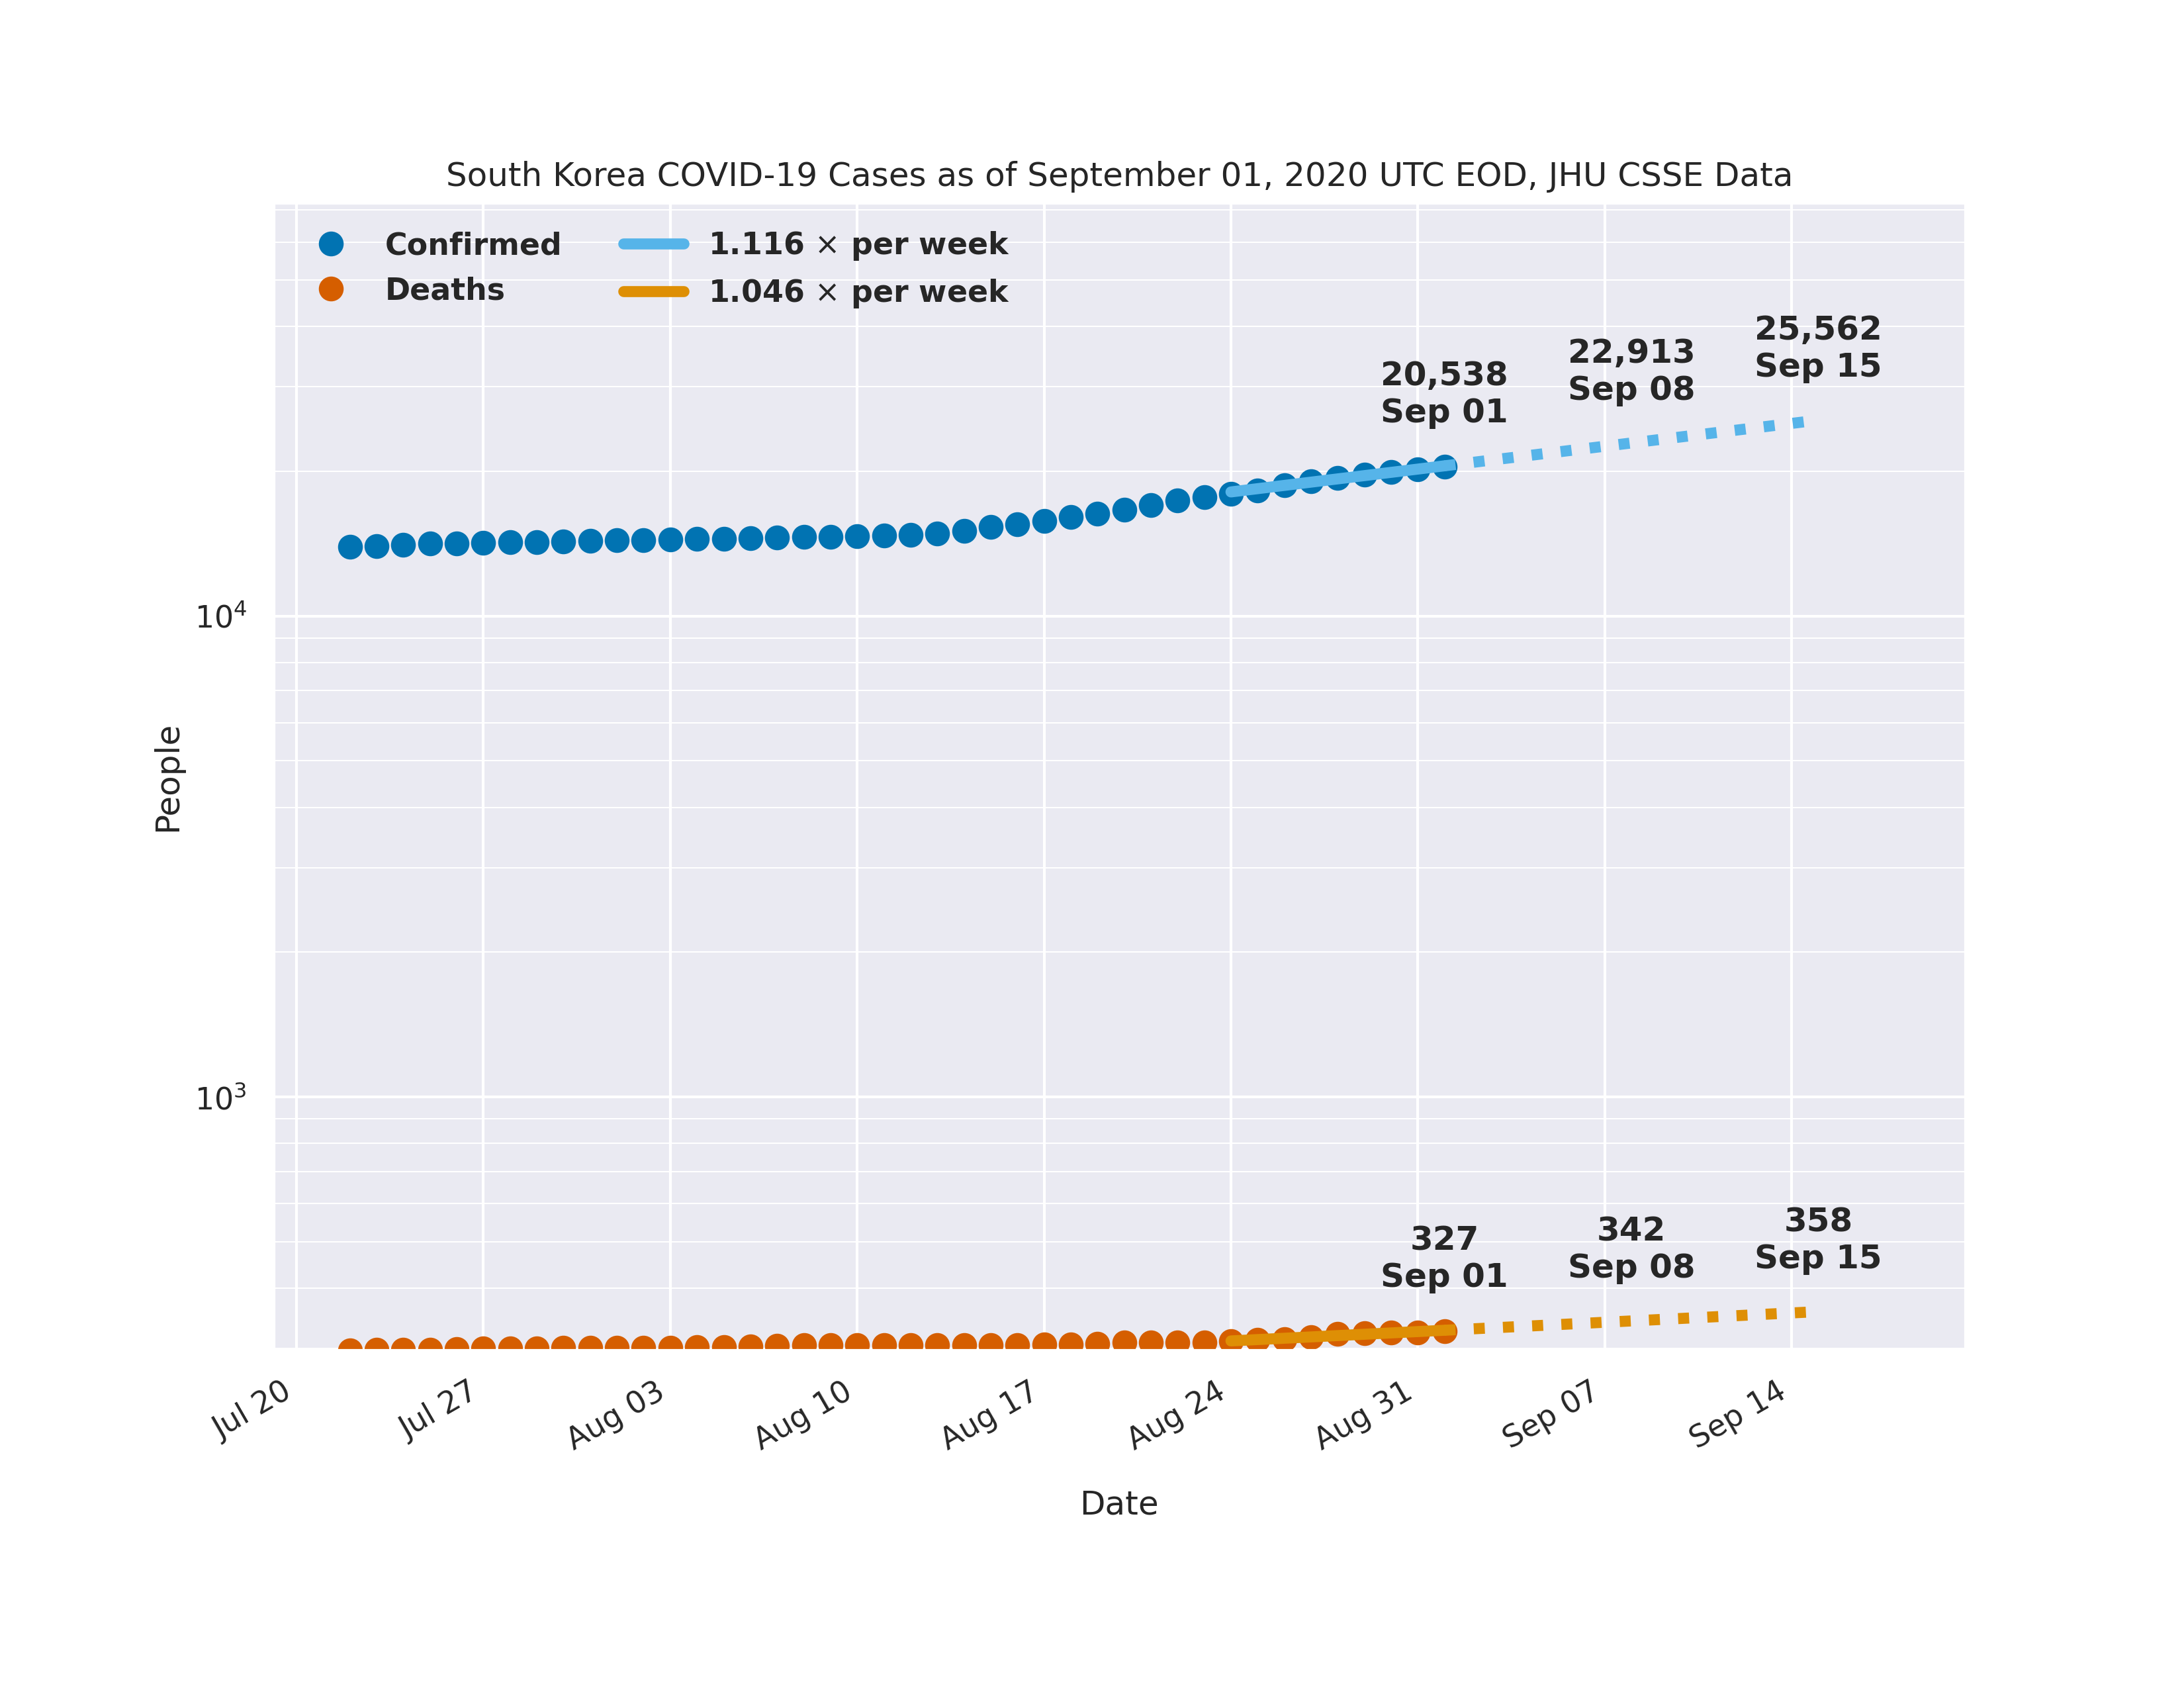 South Korea COVID-19 Cases as of September 01, 2020 UTC EOD, JHU CSSE Data
Confirmed
Deaths
1.116 × per week
1.046 × per week
25,562
Sep 15
22,913
Sep 08
20,538
Sep 01
10⁴
People
10³
358
Sep 15
342
Sep 08
327
Sep 01
Jul 20
Jul 27
Aug 03
Aug 10
Aug 17
Aug 24
Aug 31
Sep 07
Sep 14
Date